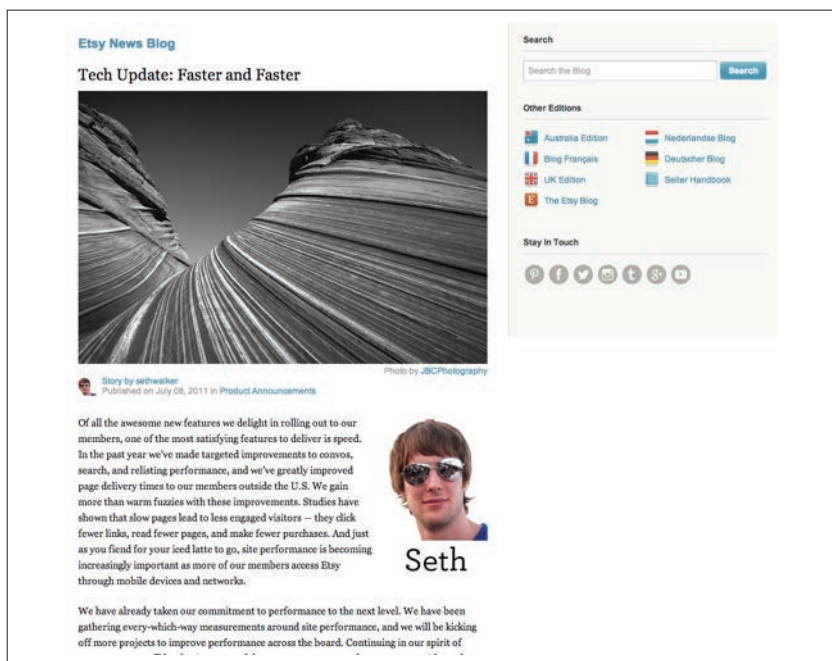 Etsy News Blog
Tech Update: Faster and Faster
Photo by JBCPhotography
Story by sethwalker
Published on July 08, 2011 in Product Announcements
Of all the awesome new features we delight in rolling out to our
members, one of the most satisfying features to deliver is speed.
In the past year we've made targeted improvements to convos,
search, and relisting performance, and we've greatly improved
page delivery times to our members outside the U.S. We gain
more than warm fuzzies with these improvements. Studies have
shown that slow pages lead to less engaged visitors — they click
fewer links, read fewer pages, and make fewer purchases. And just
as you fiend for your iced latte to go, site performance is becoming
increasingly important as more of our members access Etsy
through mobile devices and networks.
Seth
We have already taken our commitment to performance to the next level. We have been
gathering every-which-way measurements around site performance, and we will be kicking
off more projects to improve performance across the board. Continuing in our spirit of
Search
Search the Blog
Search
Other Editions
Australia Edition
Nederlandse Blog
Blog Français
Deutscher Blog
UK Edition
Seller Handbook
The Etsy Blog
Stay in Touch